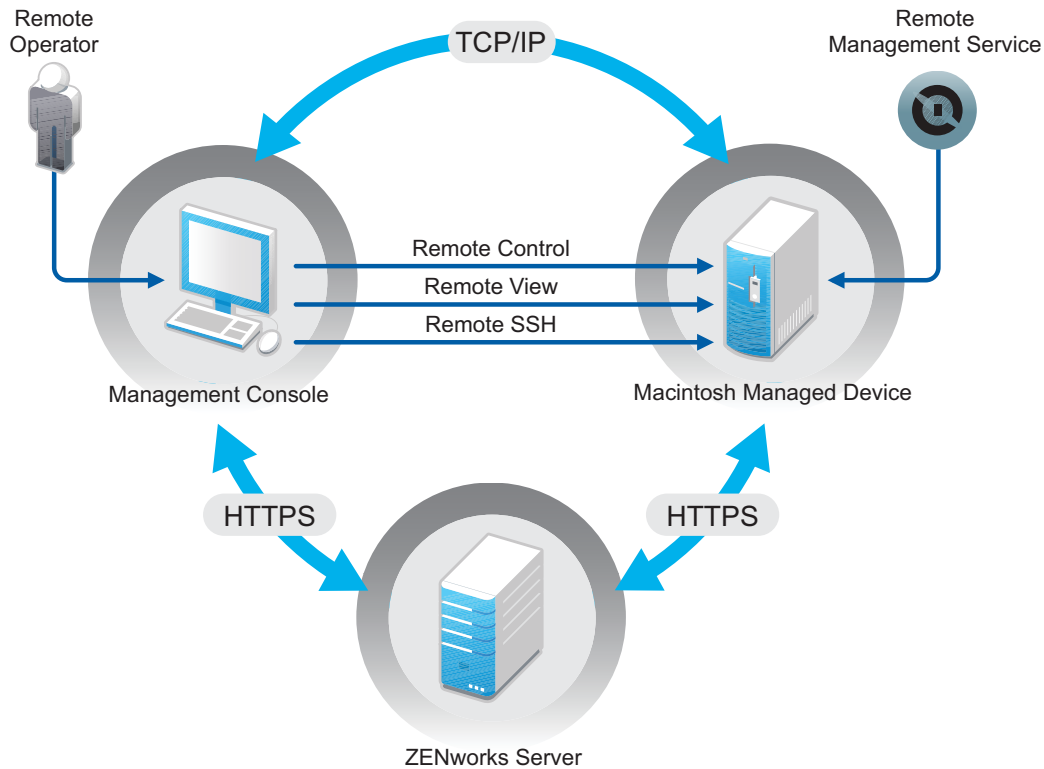 Remote
Operator
TCP/IP
Remote
Management Service
Remote Control
Remote View
Remote SSH
Management Console
Macintosh Managed Device
HTTPS
HTTPS
ZENworks Server